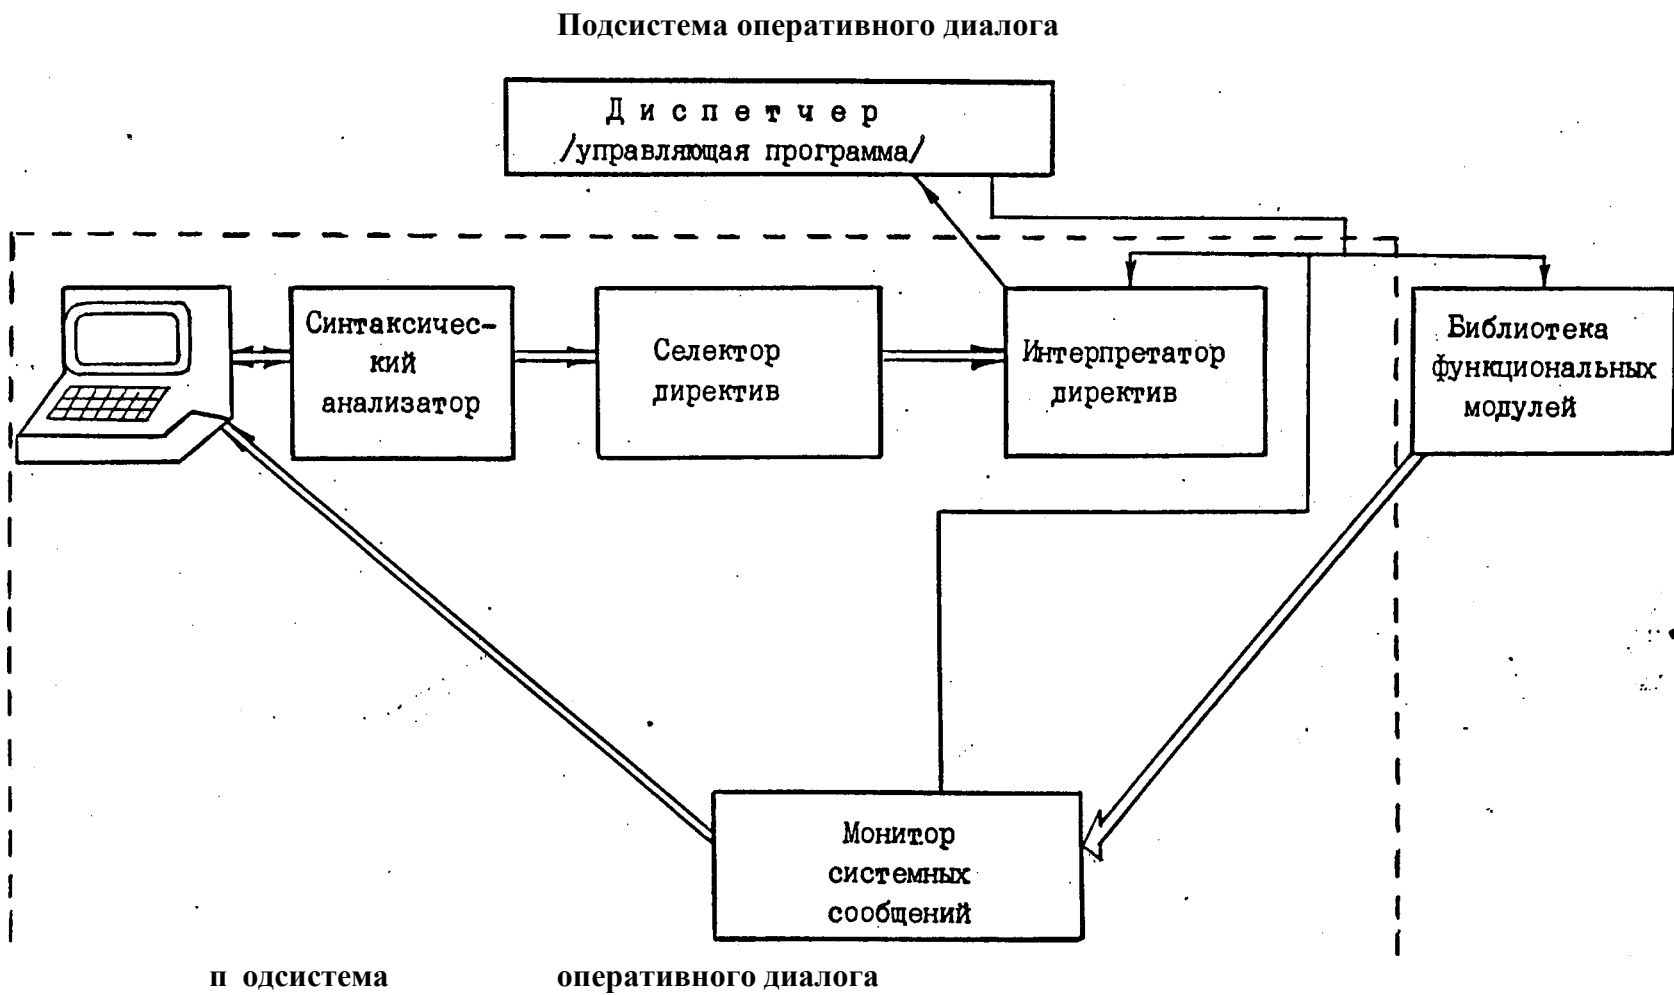 Подсистема оперативного диалога
Диспетчер
/управляющая программа/
Синтаксичес-
кий
анализатор
Селектор
директив
Интерпретатор
директив
Библиотека
функциональных
модулей
Монитор
системных
сообщений
п одсистема оперативного диалога